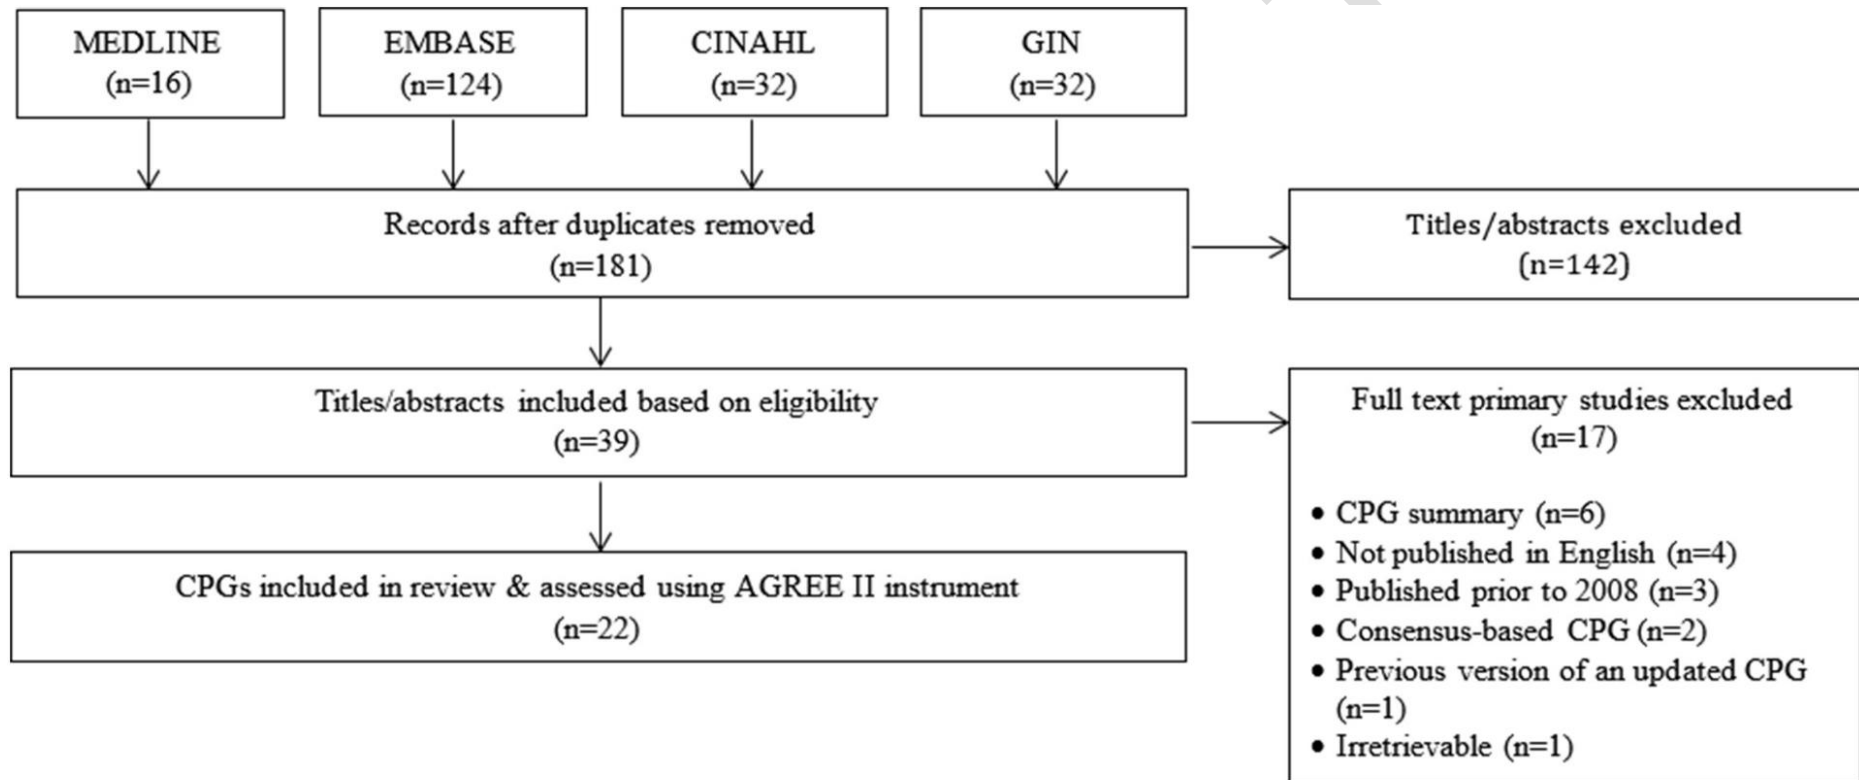 MEDLINE
(n=16)
EMBASE
(n=124)
CINAHL
(n=32)
GIN
(n=32)
Records after duplicates removed
(n=181)
Titles/abstracts excluded
(n=142)
Titles/abstracts included based on eligibility
(n=39)
Full text primary studies excluded
(n=17)
• CPG summary (n=6)
• Not published in English (n=4)
• Published prior to 2008 (n=3)
• Consensus-based CPG (n=2)
• Previous version of an updated CPG
(n=1)
• Irretrievable (n=1)
CPGs included in review & assessed using AGREE II instrument
(n=22)